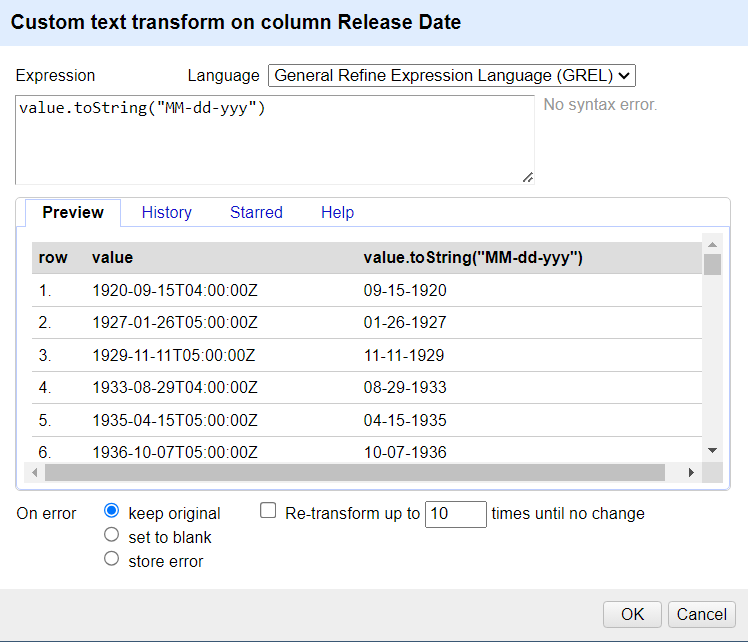 Custom text transform on column Release Date
Expression Language General Refine Expression Language (GREL)
value.toString("MM-dd-yyy") No syntax error.
Preview History Starred Help
row value value.toString("MM-dd-yyy")
1. 1920-09-15T04:00:00Z 09-15-1920
2. 1927-01-26T05:00:00Z 01-26-1927
3. 1929-11-11T05:00:00Z 11-11-1929
4. 1933-08-29T04:00:00Z 08-29-1933
5. 1935-04-15T05:00:00Z 04-15-1935
6. 1936-10-07T05:00:00Z 10-07-1936
On error keep original Re-transform up to 10 times until no change
set to blank
store error
OK Cancel